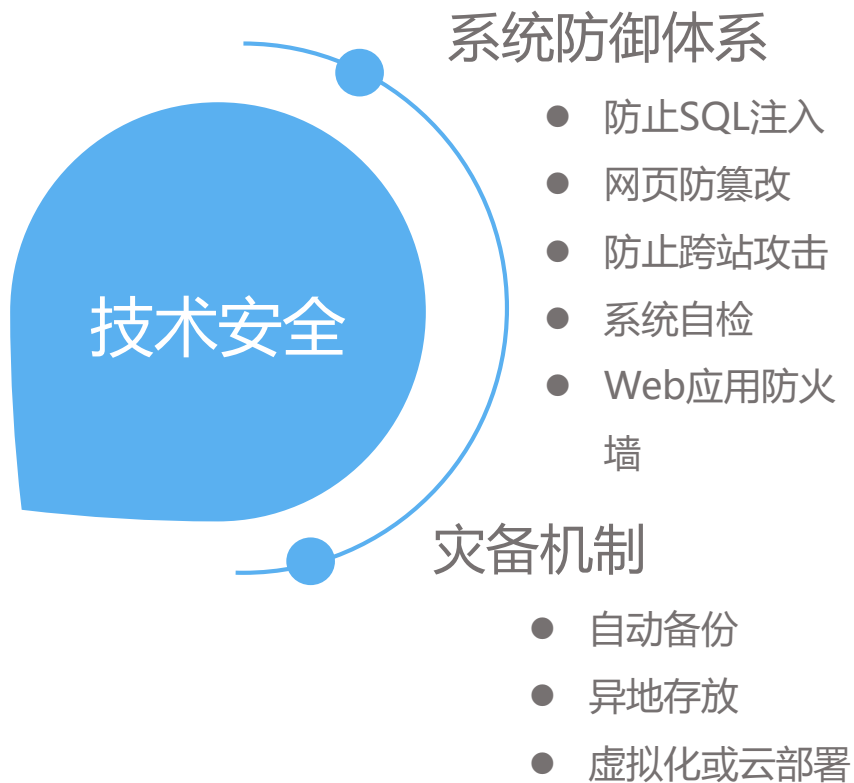 技术安全
系统防御体系
● 防止SQL注入
● 网页防篡改
● 防止跨站攻击
● 系统自检
● Web应用防火
墙
灾备机制
● 自动备份
● 异地存放
● 虚拟化或云部署